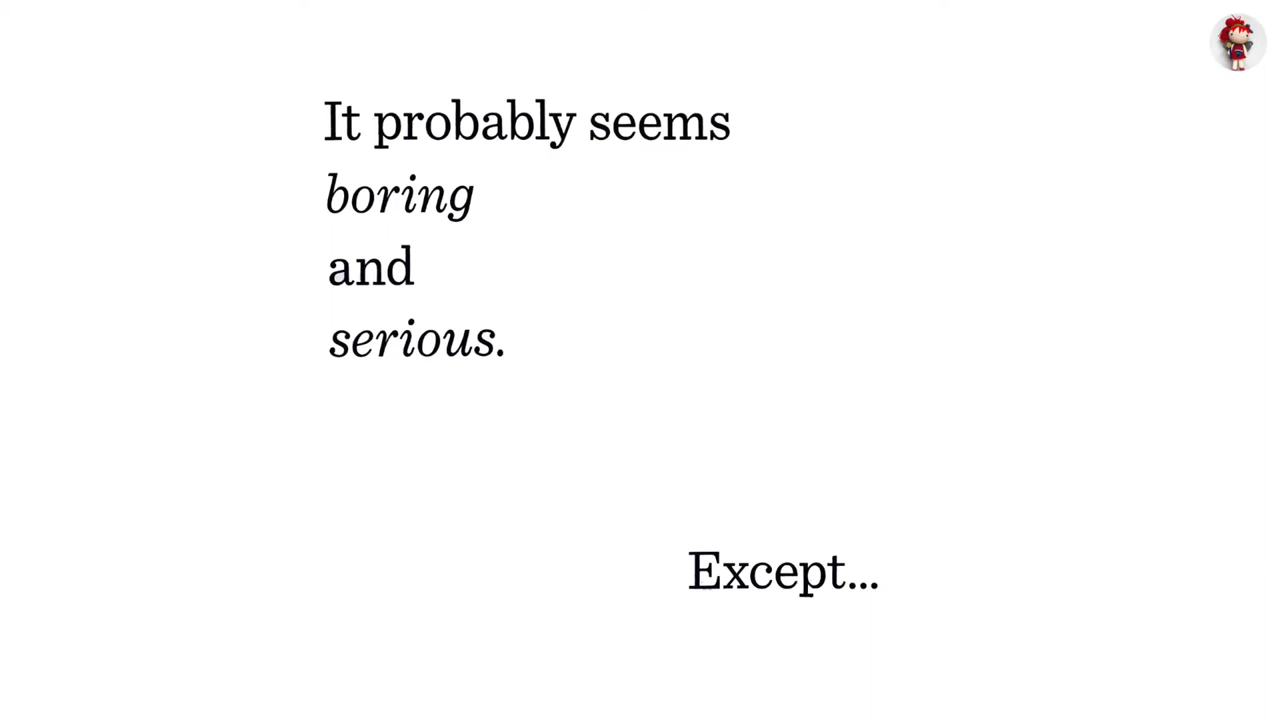 It probably seems
boring
and
serious.
Except...